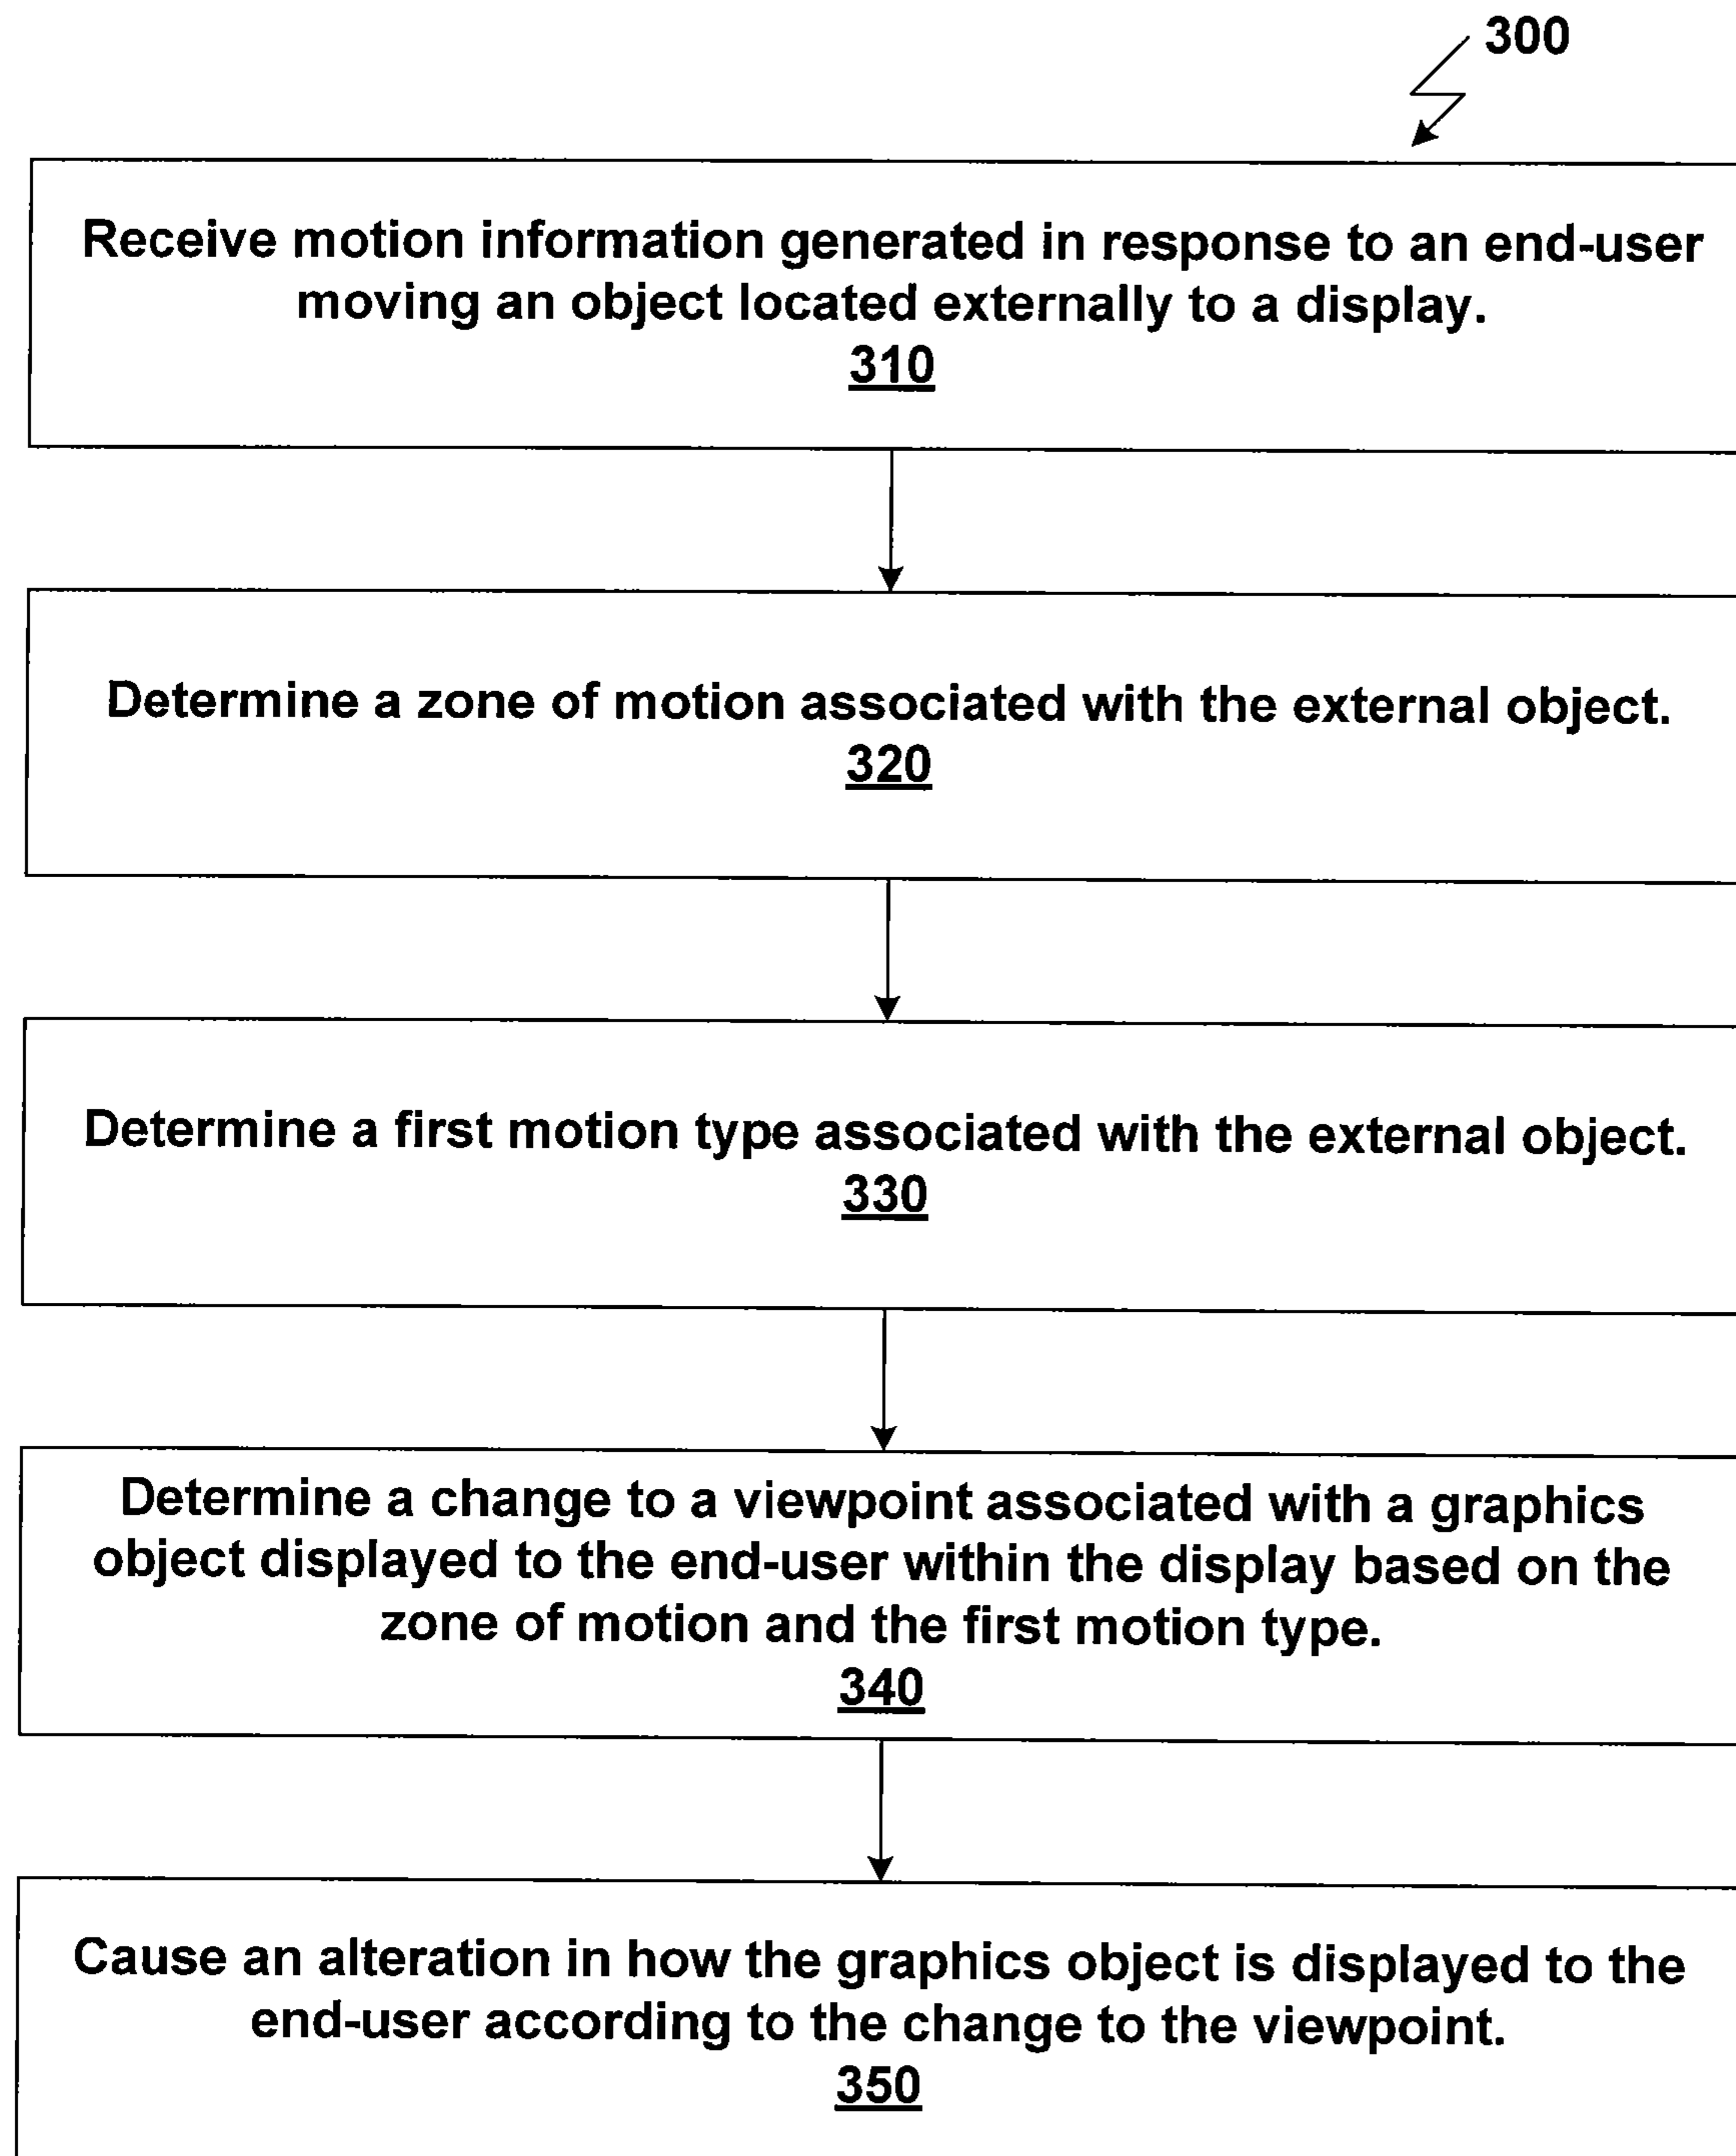 300
Receive motion information generated in response to an end-user
moving an object located externally to a display.
310
Determine a zone of motion associated with the external object.
320
Determine a first motion type associated with the external object.
330
Determine a change to a viewpoint associated with a graphics
object displayed to the end-user within the display based on the
zone of motion and the first motion type.
340
Cause an alteration in how the graphics object is displayed to the
end-user according to the change to the viewpoint.
350